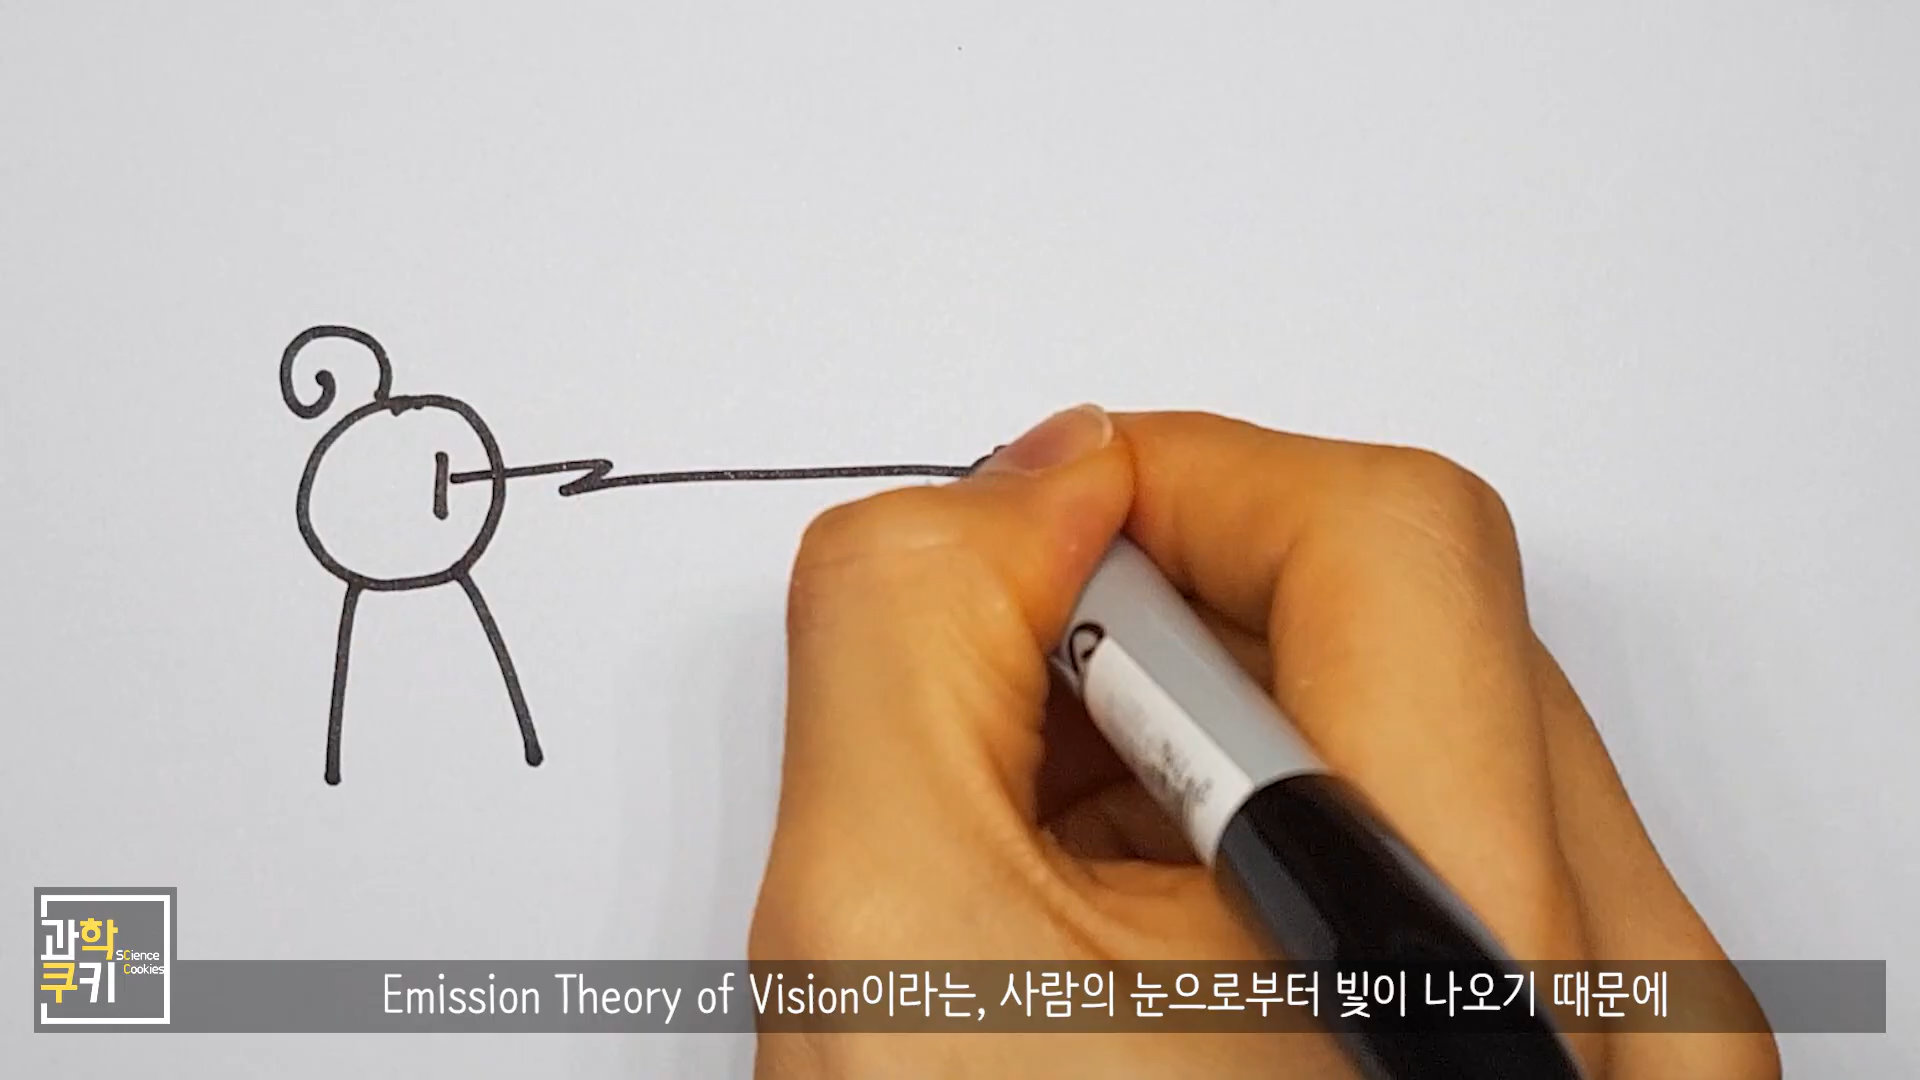 과학
쿠키
SCience
Cookies
Emission Theory of Vision이라는, 사람의 눈으로부터 빛이 나오기 때문에